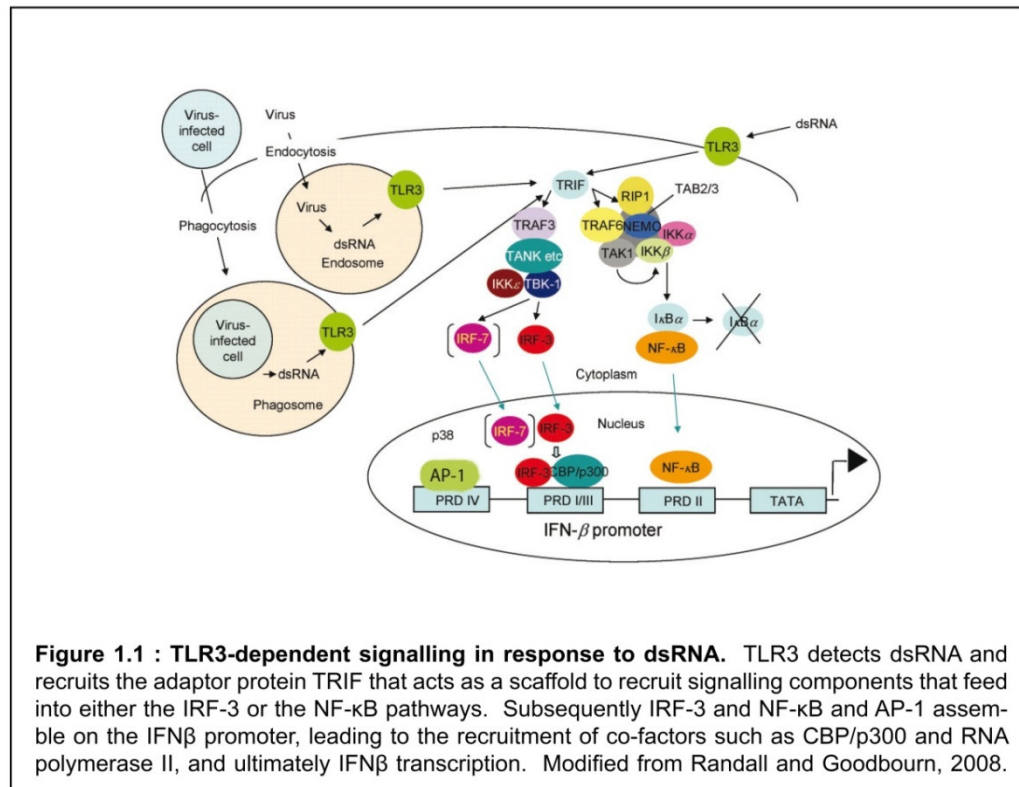 Virus-
infected
cell
Virus
Endocytosis
dsRNA
TLR3
TLR3
TRIF
RIP1
TAB2/3
Virus
dsRNA
Endosome
Phagocytosis
TRAF3
TRAF6
NEMO
IKKα
TANK etc
TAK1
IKKβ
IKKε
TBK-1
Virus-
infected
cell
TLR3
dsRNA
Phagosome
IRF-7
IRF-3
IκBα
IκBα
NF-κB
Cytoplasm
p38
IRF-7
IRF-3
Nucleus
AP-1
IRF-3
CBP/p300
NF-κB
PRD IV
PRD I/III
PRD II
TATA
IFN-β promoter
Figure 1.1 : TLR3-dependent signalling in response to dsRNA. TLR3 detects dsRNA and
recruits the adaptor protein TRIF that acts as a scaffold to recruit signalling components that feed
into either the IRF-3 or the NF-κB pathways. Subsequently IRF-3 and NF-κB and AP-1 assem-
ble on the IFNβ promoter, leading to the recruitment of co-factors such as CBP/p300 and RNA
polymerase II, and ultimately IFNβ transcription. Modified from Randall and Goodbourn, 2008.